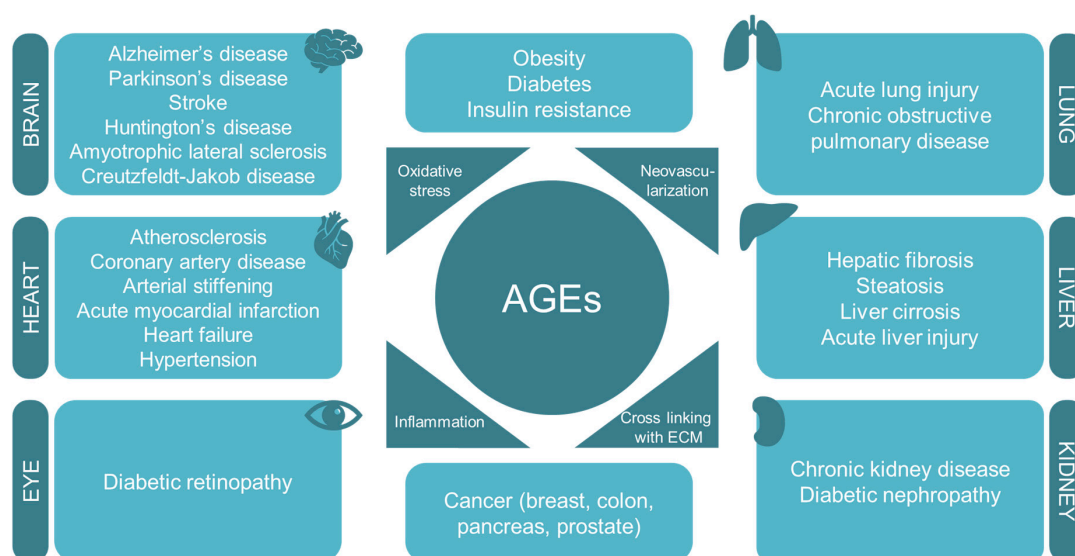 BRAIN
Alzheimer's disease
Parkinson's disease
Stroke
Huntington's disease
Amyotrophic lateral sclerosis
Creutzfeldt-Jakob disease
Obesity
Diabetes
Insulin resistance
Acute lung injury
Chronic obstructive
pulmonary disease
LUNG
Oxidative
stress
Neovascu-
larization
HEART
Atherosclerosis
Coronary artery disease
Arterial stiffening
Acute myocardial infarction
Heart failure
Hypertension
AGEs
Hepatic fibrosis
Steatosis
Liver cirrosis
Acute liver injury
LIVER
Inflammation
Cross linking
with ECM
EYE
Diabetic retinopathy
Cancer (breast, colon,
pancreas, prostate)
Chronic kidney disease
Diabetic nephropathy
KIDNEY